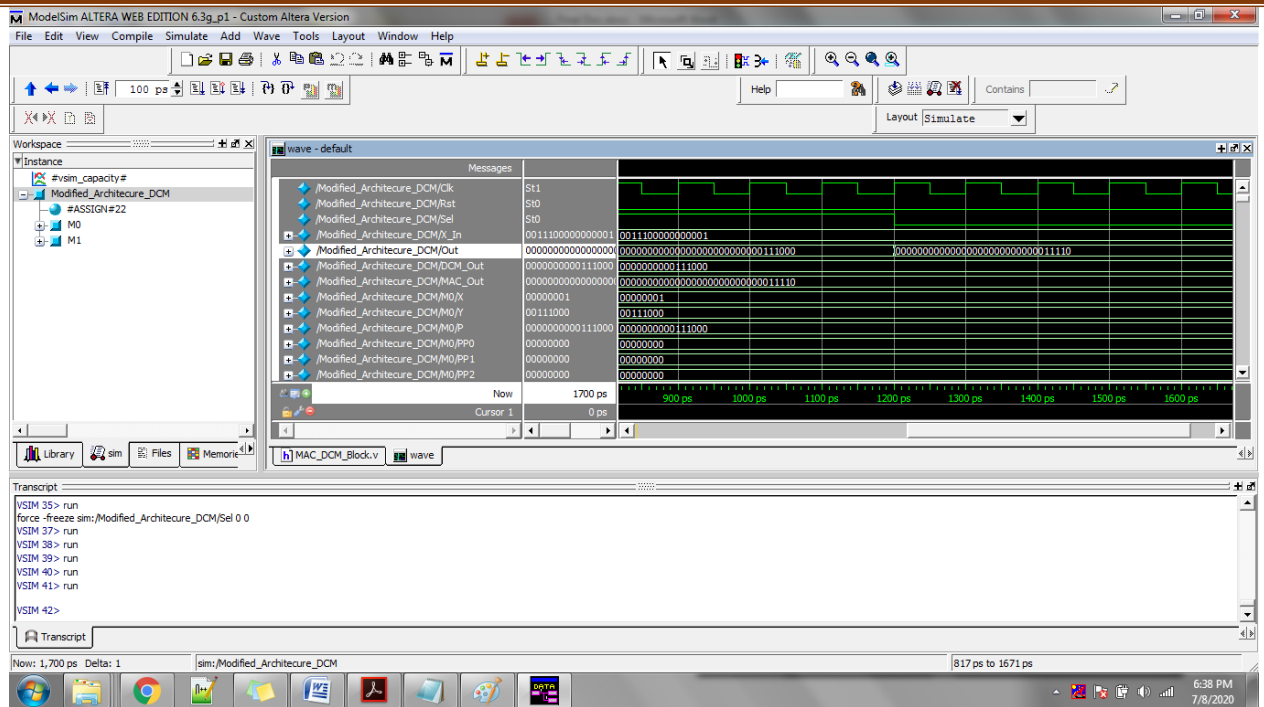 ModelSim ALTERA WEB EDITION 6.3g_p1 - Custom Altera Version
File Edit View Compile Simulate Add Wave Tools Layout Window Help
100 ps
Help
Contains
Layout Simulate
Workspace
wave - default
Instance
#vsim_capacity#
Modified_Architecure_DCM
#ASSIGN#22
M0
M1
Messages
/Modified_Architecure_DCM/Clk St1
/Modified_Architecure_DCM/Rst St0
/Modified_Architecure_DCM/Sel St0
/Modified_Architecure_DCM/X_In 0011100000000001 0011100000000001
/Modified_Architecure_DCM/Out
/Modified_Architecure_DCM/DCM_Out 0000000000111000 0000000000111000
/Modified_Architecure_DCM/MAC_Out
/Modified_Architecure_DCM/M0/X 00000001 00000001
/Modified_Architecure_DCM/M0/Y 00111000 00111000
/Modified_Architecure_DCM/M0/P 0000000000111000 0000000000111000
/Modified_Architecure_DCM/M0/PP0 00000000 00000000
/Modified_Architecure_DCM/M0/PP1 00000000 00000000
/Modified_Architecure_DCM/M0/PP2 00000000 00000000
Now 1700 ps
900 ps 1000 ps 1100 ps 1200 ps 1300 ps 1400 ps 1500 ps 1600 ps
Cursor 1 0 ps
Library sim Files Memorie
MAC_DCM_Block.v wave
Transcript
VSIM 35> run
force -freeze sim:/Modified_Architecure_DCM/Sel 0 0
VSIM 37> run
VSIM 38> run
VSIM 39> run
VSIM 40> run
VSIM 41> run
VSIM 42>
Transcript
Now: 1,700 ps Delta: 1 sim:/Modified_Architecure_DCM 817 ps to 1671 ps
6:38 PM
7/8/2020